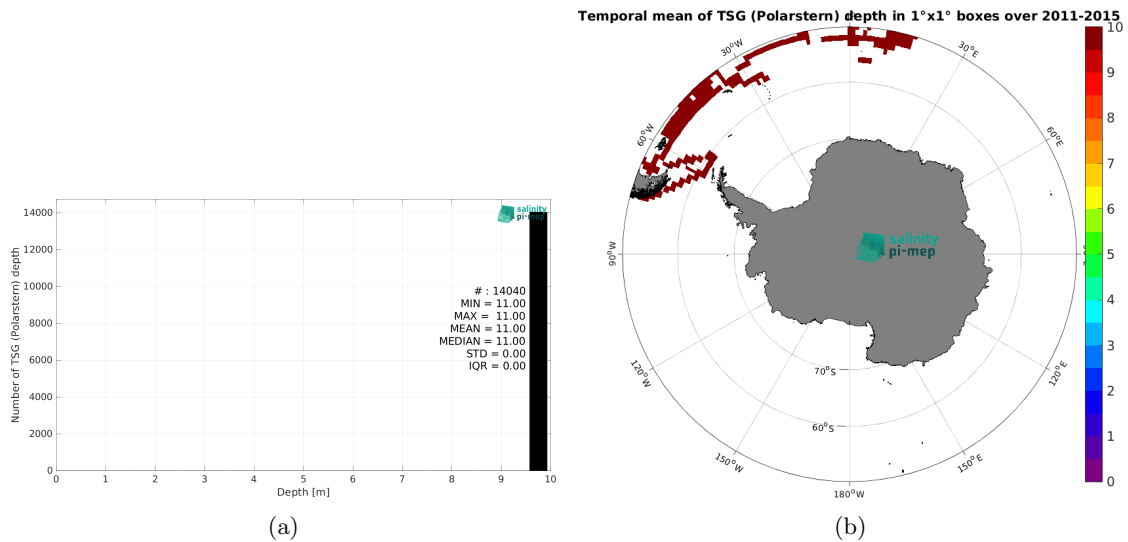 Temporal mean of TSG (Polarstern) depth in 1°x1° boxes over 2011-2015
Number of TSG (Polarstern) depth
14000
12000
10000
8000
6000
4000
2000
0
salinity
pi-mep
# : 14040
MIN = 11.00
MAX = 11.00
MEAN = 11.00
MEDIAN = 11.00
STD = 0.00
IQR = 0.00
0 1 2 3 4 5 6 7 8 9 10
Depth [m]
(a)
30°W
30°E
60°W
60°E
90°W
120°W
120°E
150°W
150°E
180°W
70°S
60°S
salinity
pi-mep
10
9
8
7
6
5
4
3
2
1
0
(b)